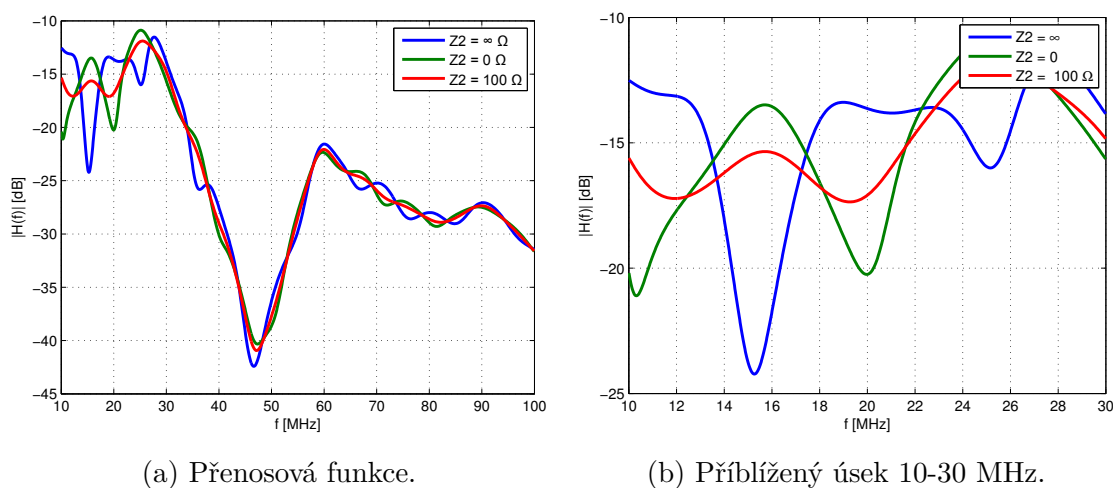 −10
−15
−20
−25
−30
−35
−40
−45
10 20 30 40 50 60 70 80 90 100
f [MHz]
|H(f)| [dB]
Z2 = ∞ Ω
Z2 = 0 Ω
Z2 = 100 Ω
(a) Přenosová funkce.
−10
−15
−20
−25
10 12 14 16 18 20 22 24 26 28 30
f [MHz]
|H(f)| [dB]
Z2 = ∞
Z2 = 0
Z2 = 100 Ω
(b) Příblížený úsek 10-30 MHz.